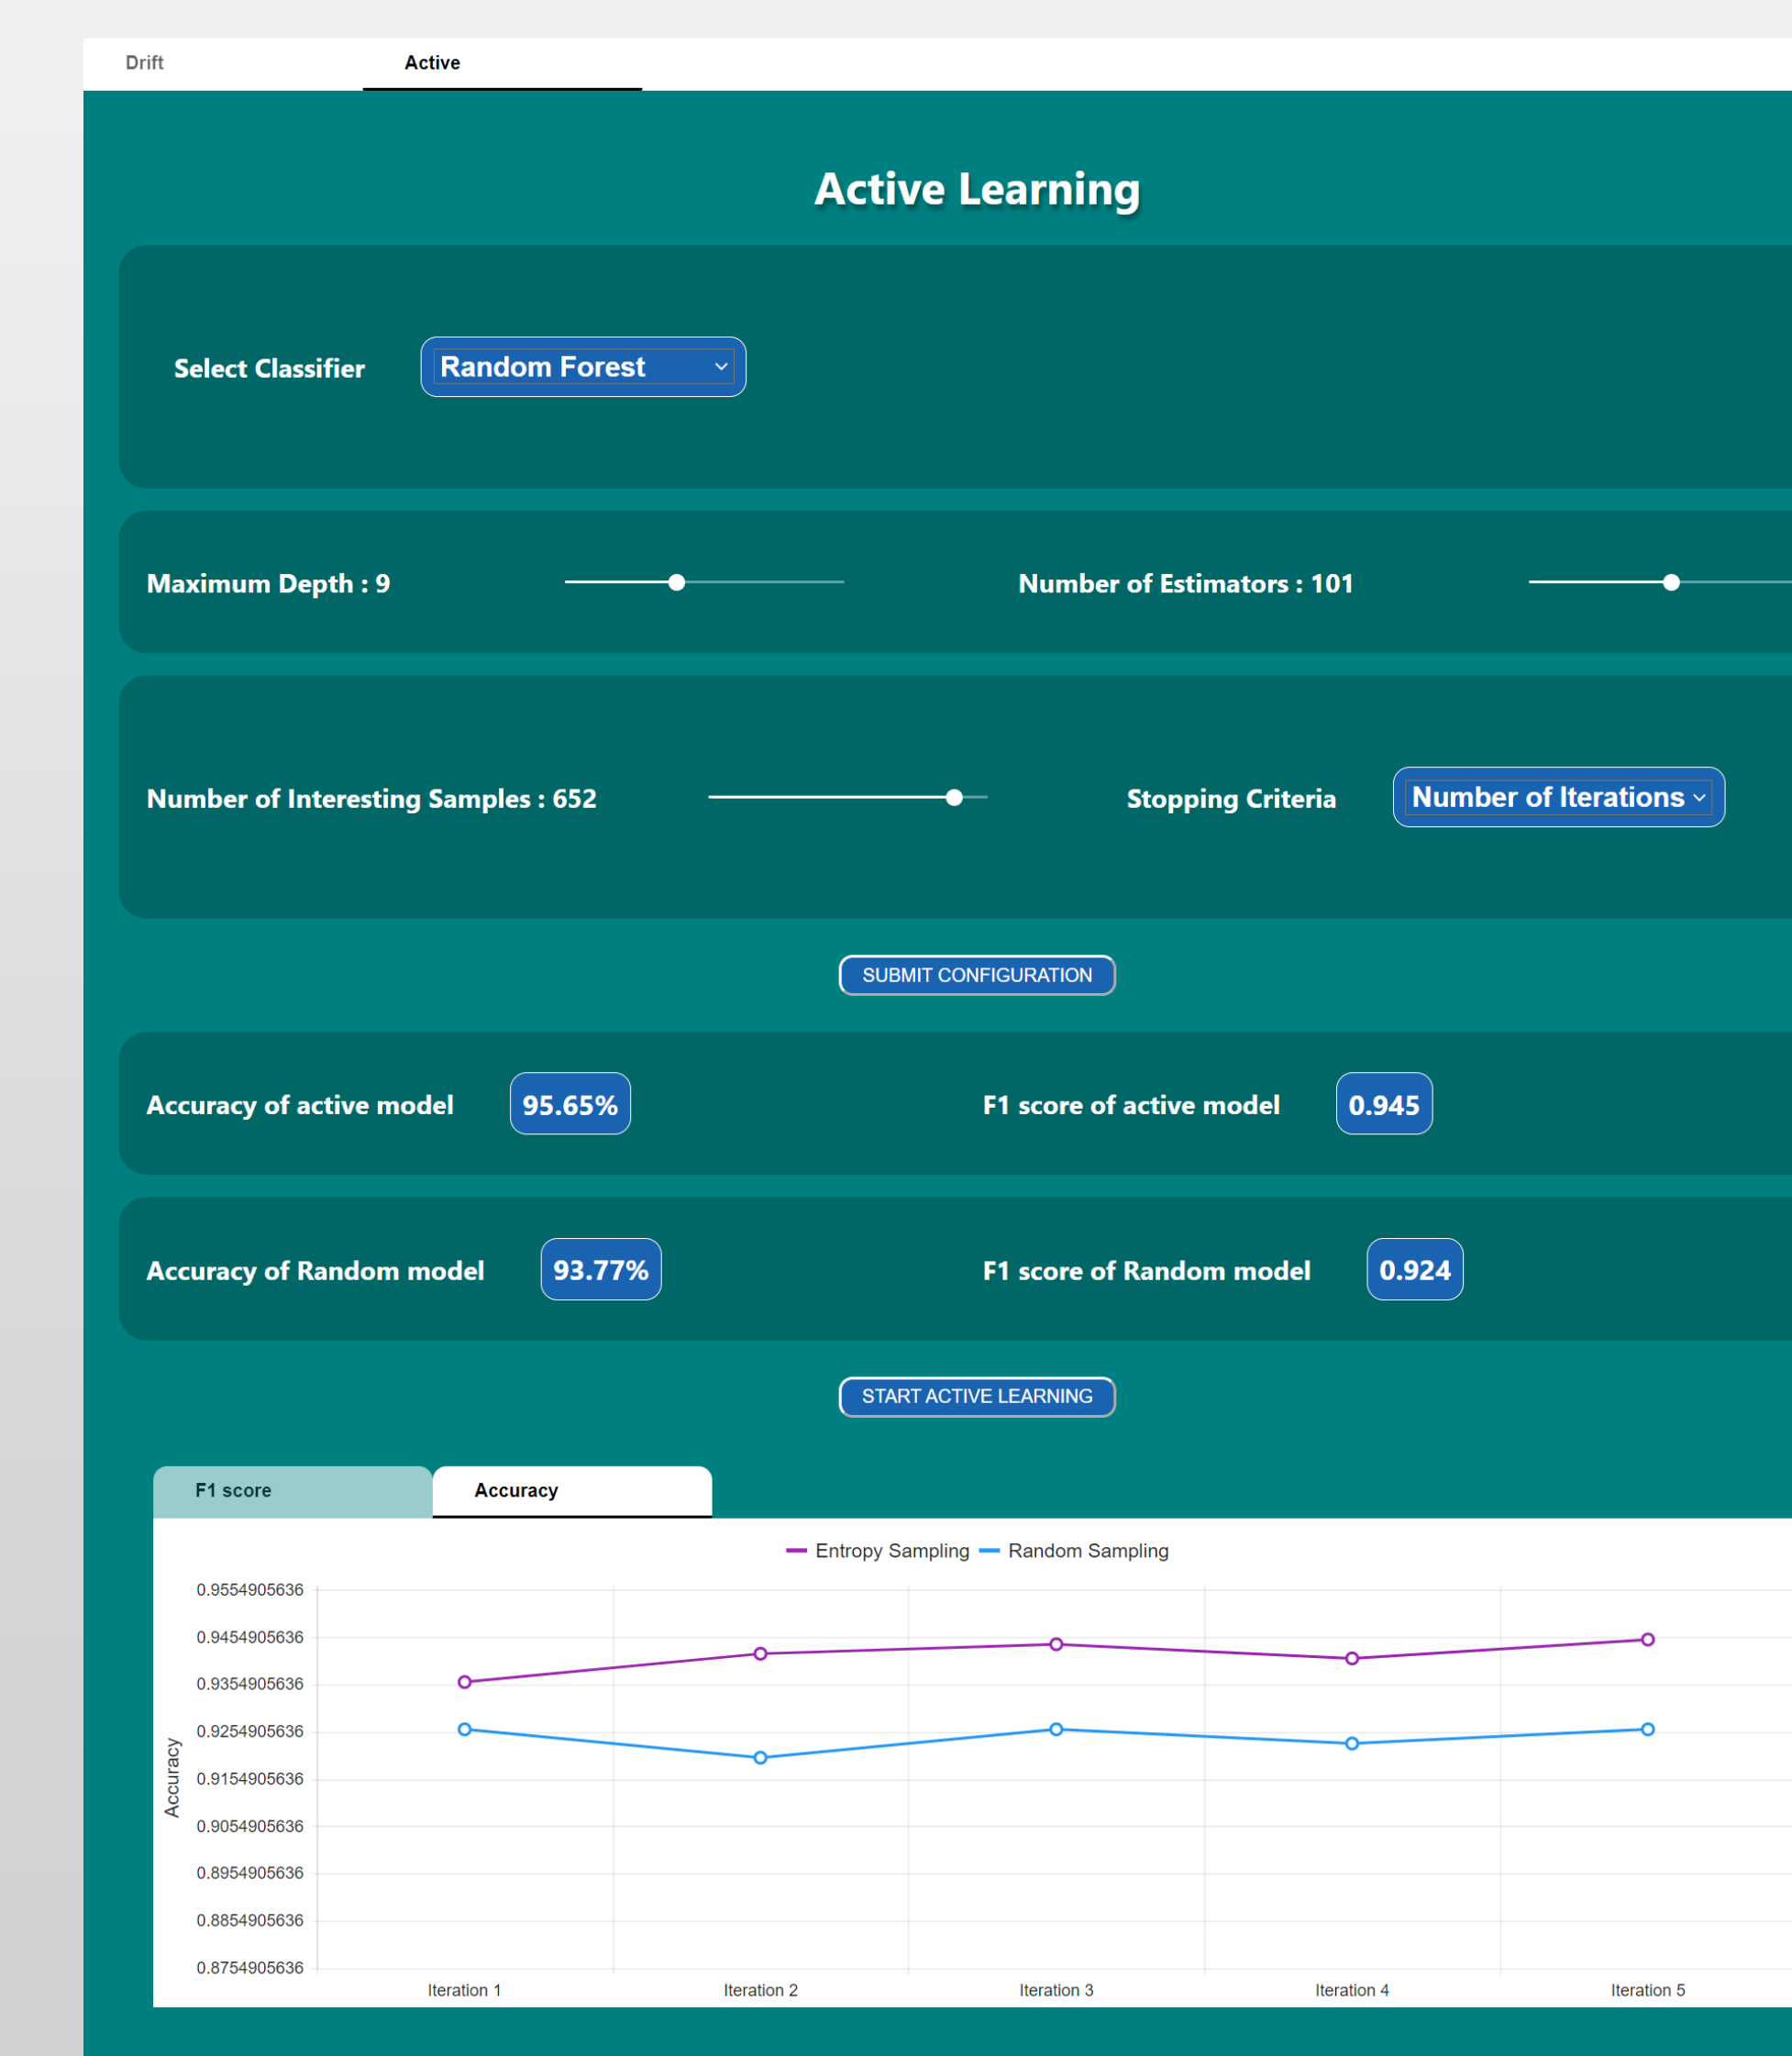 Drift
Active
Active Learning
Select Classifier
Random Forest
Maximum Depth : 9
Number of Estimators : 101
Number of Interesting Samples : 652
Stopping Criteria
Number of Iterations
SUBMIT CONFIGURATION
Accuracy of active model
95.65%
F1 score of active model
0.945
Accuracy of Random model
93.77%
F1 score of Random model
0.924
START ACTIVE LEARNING
F1 score
Accuracy
Entropy Sampling
Random Sampling
0.9554905636
0.9454905636
0.9354905636
0.9254905636
0.9154905636
0.9054905636
0.8954905636
0.8854905636
0.8754905636
Accuracy
Iteration 1
Iteration 2
Iteration 3
Iteration 4
Iteration 5